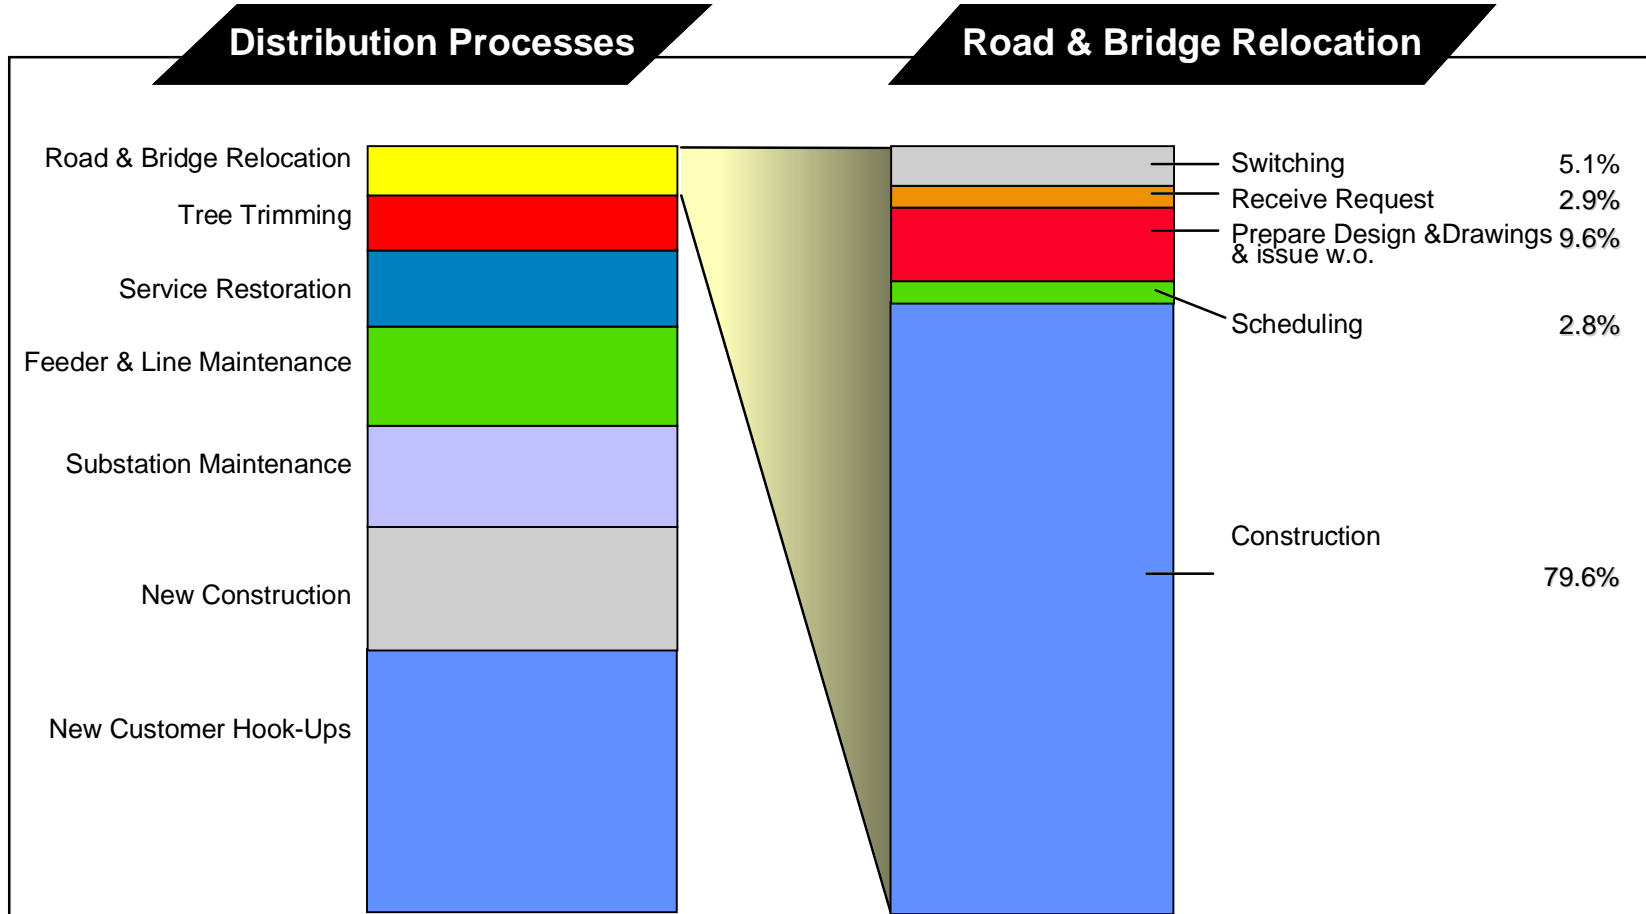 Distribution Processes
Road & Bridge Relocation
Road & Bridge Relocation
Tree Trimming
Service Restoration
Feeder & Line Maintenance
Substation Maintenance
New Construction
New Customer Hook-Ups
Switching 5.1%
Receive Request 2.9%
Prepare Design &Drawings 9.6%
& issue w.o.
Scheduling 2.8%
Construction
79.6%